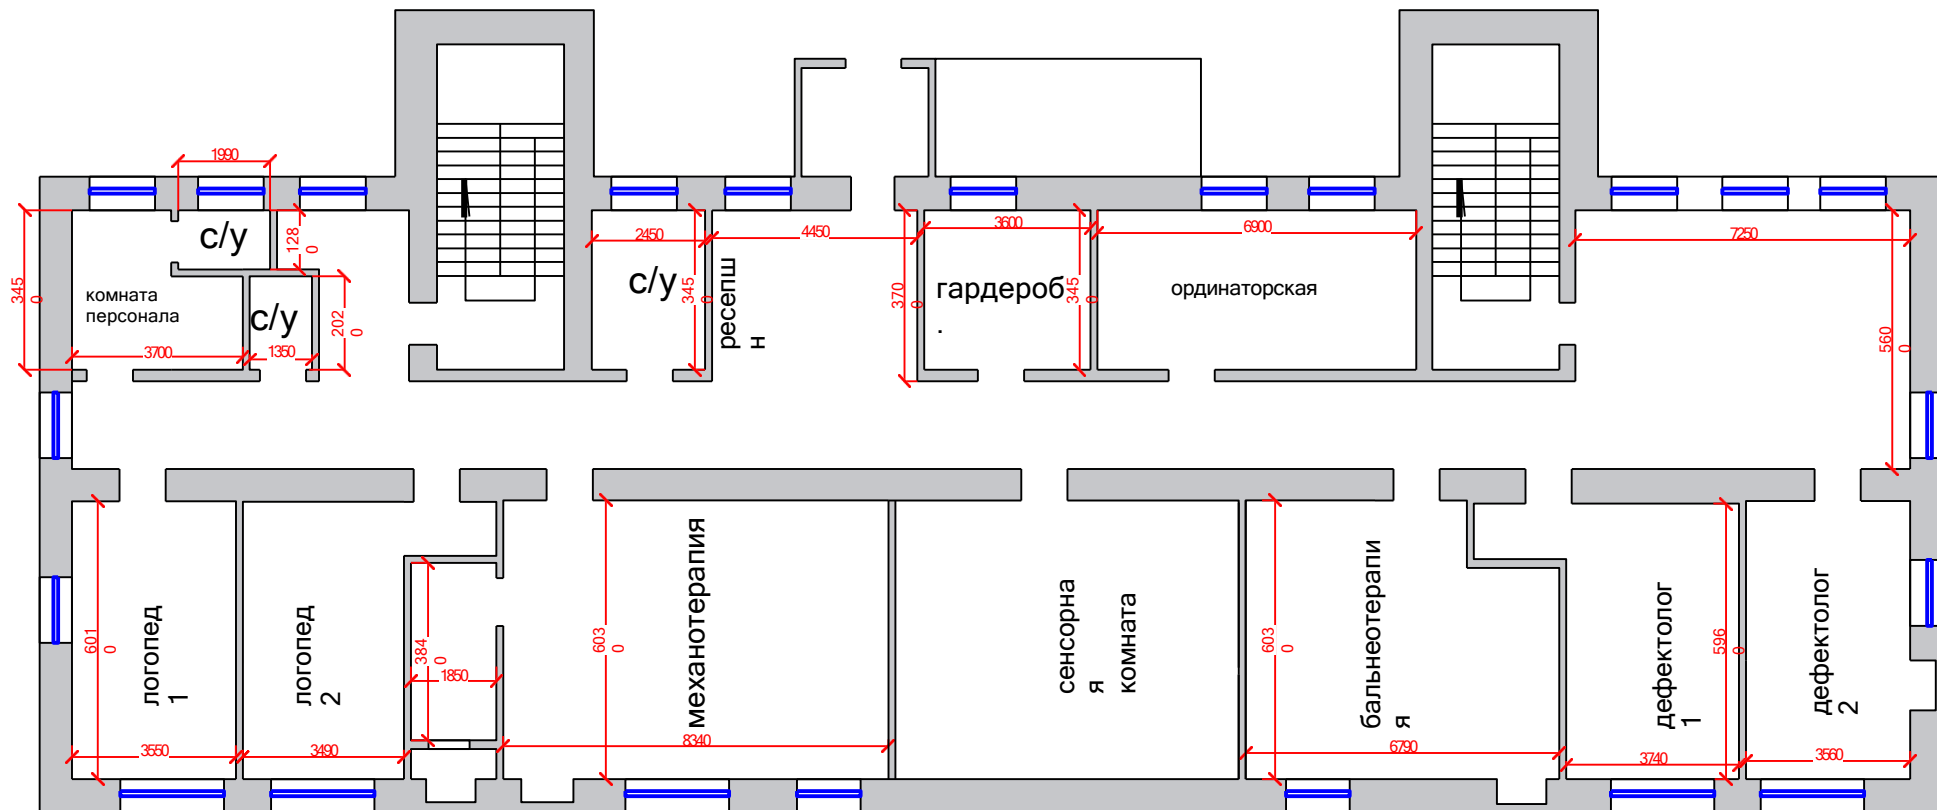 1990
с/у
128
0
345
0
комната
персонала
с/у
202
0
3700
1350
2450
с/у
345
0
ресепш
н
4450
370
0
3600
гардероб
.
345
0
6900
ординаторская
7250
560
0
601
0
логопед
1
3550
логопед
2
3490
384
0
1850
603
0
механотерапия
8340
сенсорна
я
комната
603
0
бальнеотерапи
я
6790
дефектолог
1
596
0
3740
дефектолог
2
3560